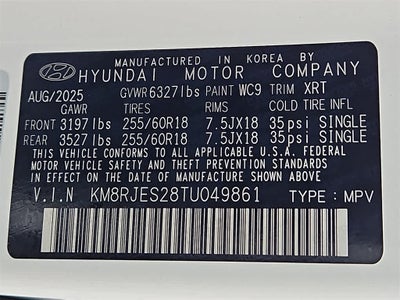 MANUFACTURED IN KOREA BY
HYUNDAI MOTOR COMPANY
AUG/2025 GVWR 6327lbs PAINT WC9 TRIM XRT
GAWR TIRES RIMS COLD TIRE INFL
FRONT 3197lbs 255/60R18 7.5JX18 35psi SINGLE
REAR 3527lbs 255/60R18 7.5JX18 35psi SINGLE
THIS VEHICLE CONFORMS TO ALL APPLICABLE U.S.A. FEDERAL
MOTOR VEHICLE SAFETY AND THEFT PREVENTION STANDARDS
IN EFFECT ON THE DATE OF MANUFACTURE SHOWN ABOVE.
V.I.N KM8RJES28TU049861 TYPE : MPV